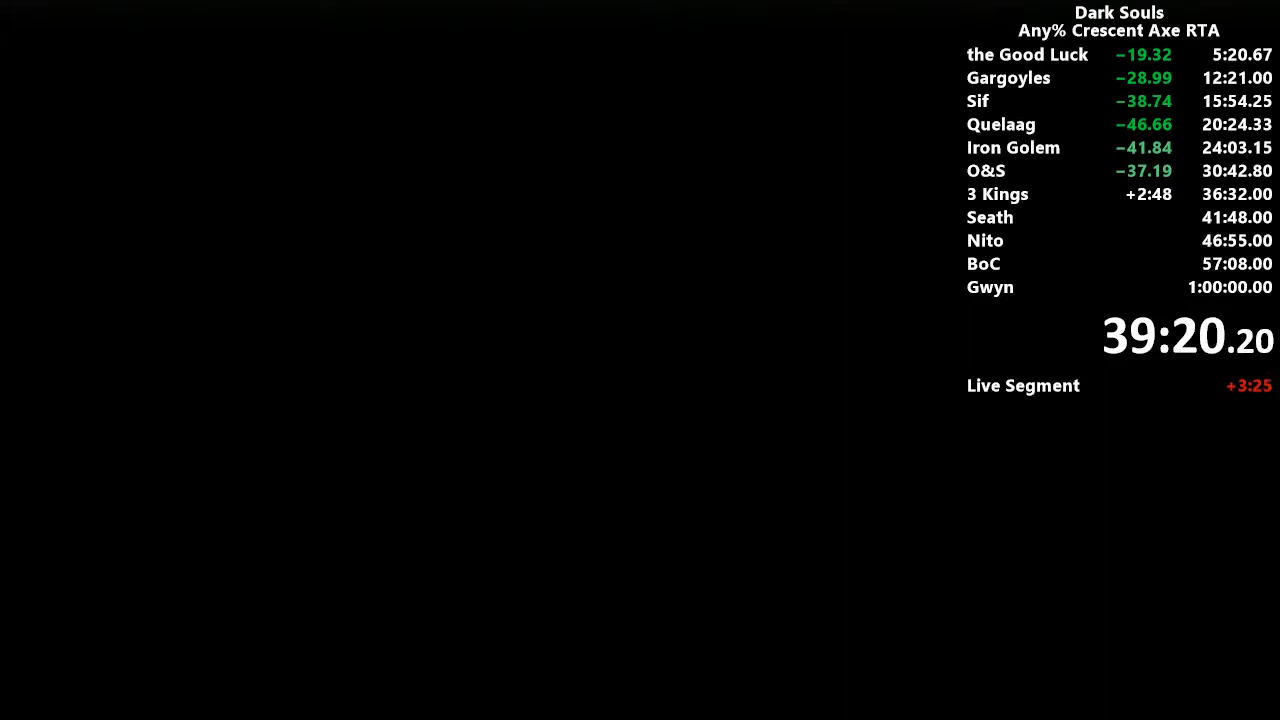 Dark Souls
Any% Crescent Axe RTA
the Good Luck −19.32 5:20.67
Gargoyles −28.99 12:21.00
Sif −38.74 15:54.25
Quelaag −46.66 20:24.33
Iron Golem −41.84 24:03.15
O&S −37.19 30:42.80
3 Kings +2:48 36:32.00
Seath 41:48.00
Nito 46:55.00
BoC 57:08.00
Gwyn 1:00:00.00
39:20.20
Live Segment +3:25